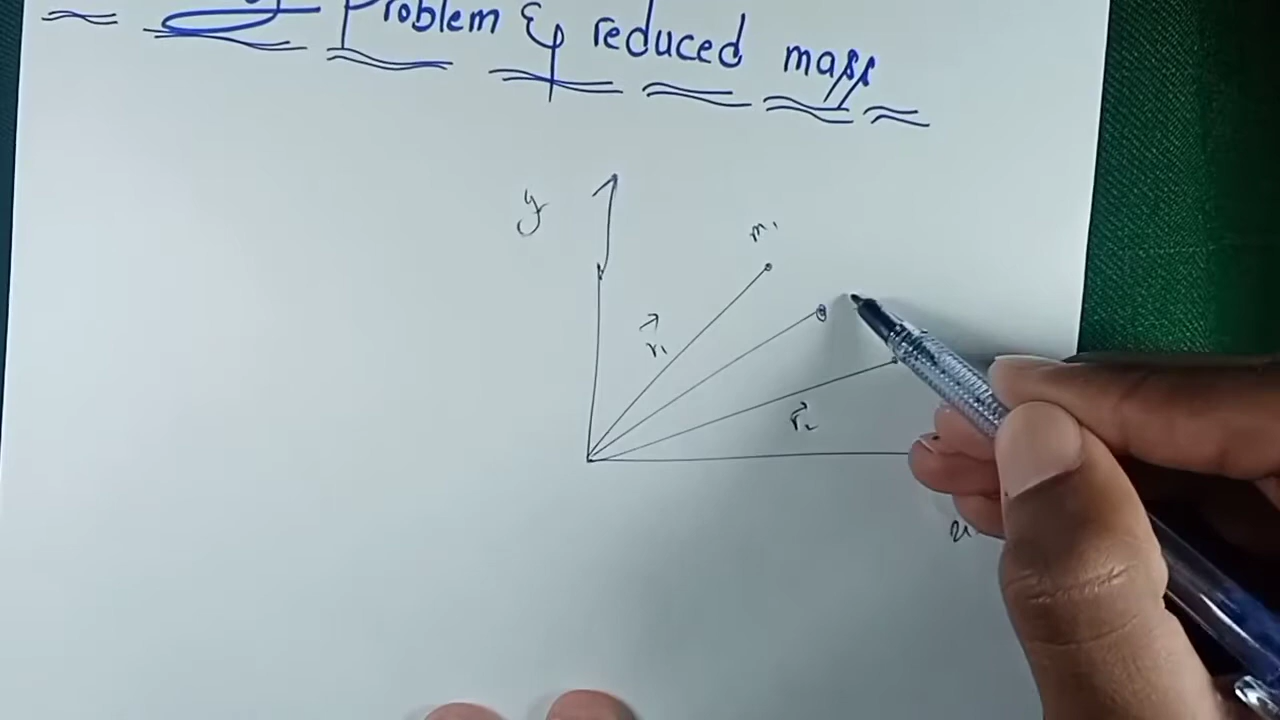 Problem & reduced mass
y
m₁
r⃗₁
r⃗₂
x